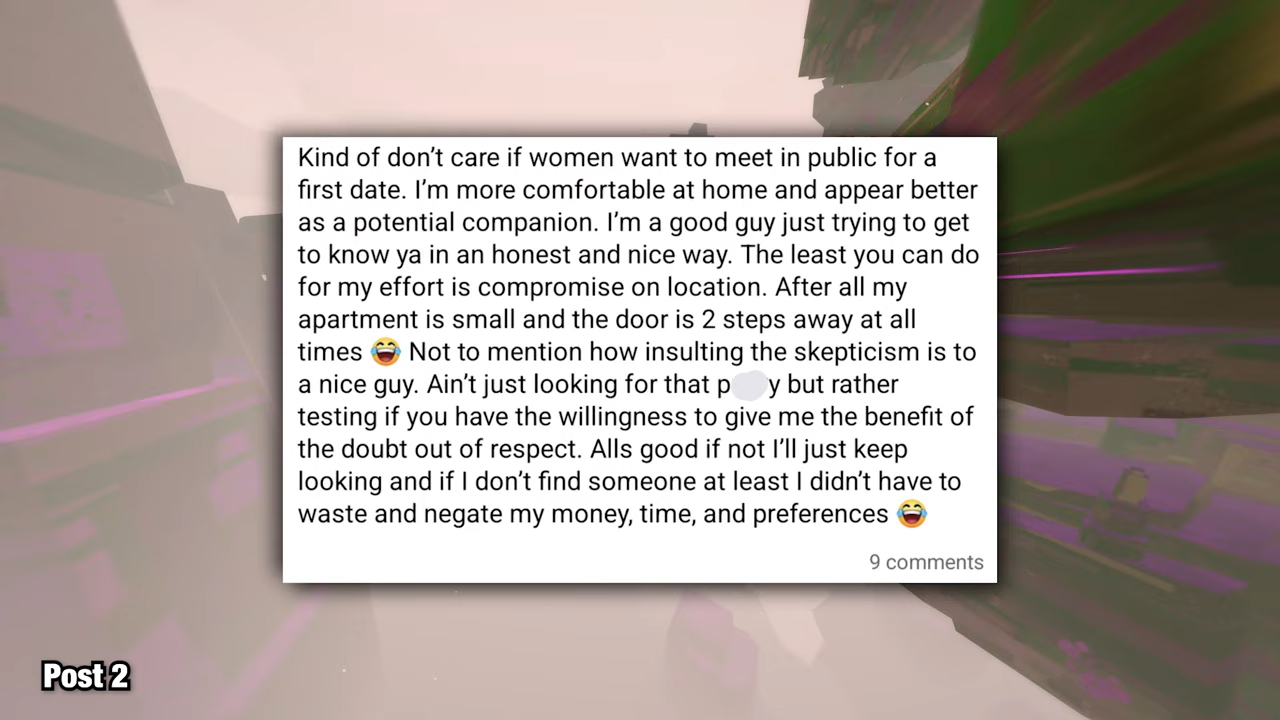 Kind of don’t care if women want to meet in public for a
first date. I’m more comfortable at home and appear better
as a potential companion. I’m a good guy just trying to get
to know ya in an honest and nice way. The least you can do
for my effort is compromise on location. After all my
apartment is small and the door is 2 steps away at all
times 😂 Not to mention how insulting the skepticism is to
a nice guy. Ain’t just looking for that p y but rather
testing if you have the willingness to give me the benefit of
the doubt out of respect. Alls good if not I’ll just keep
looking and if I don’t find someone at least I didn’t have to
waste and negate my money, time, and preferences 😂
9 comments
Post 2